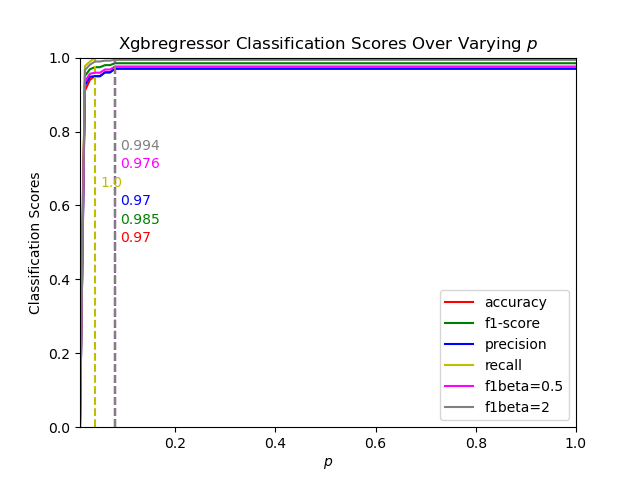 Xgbregressor Classification Scores Over Varying p
1.0
0.8
0.6
0.4
0.2
0.0
Classification Scores
0.994
0.976
1.0
0.97
0.985
0.97
accuracy
f1-score
precision
recall
f1beta=0.5
f1beta=2
0.2
0.4
0.6
0.8
1.0
p